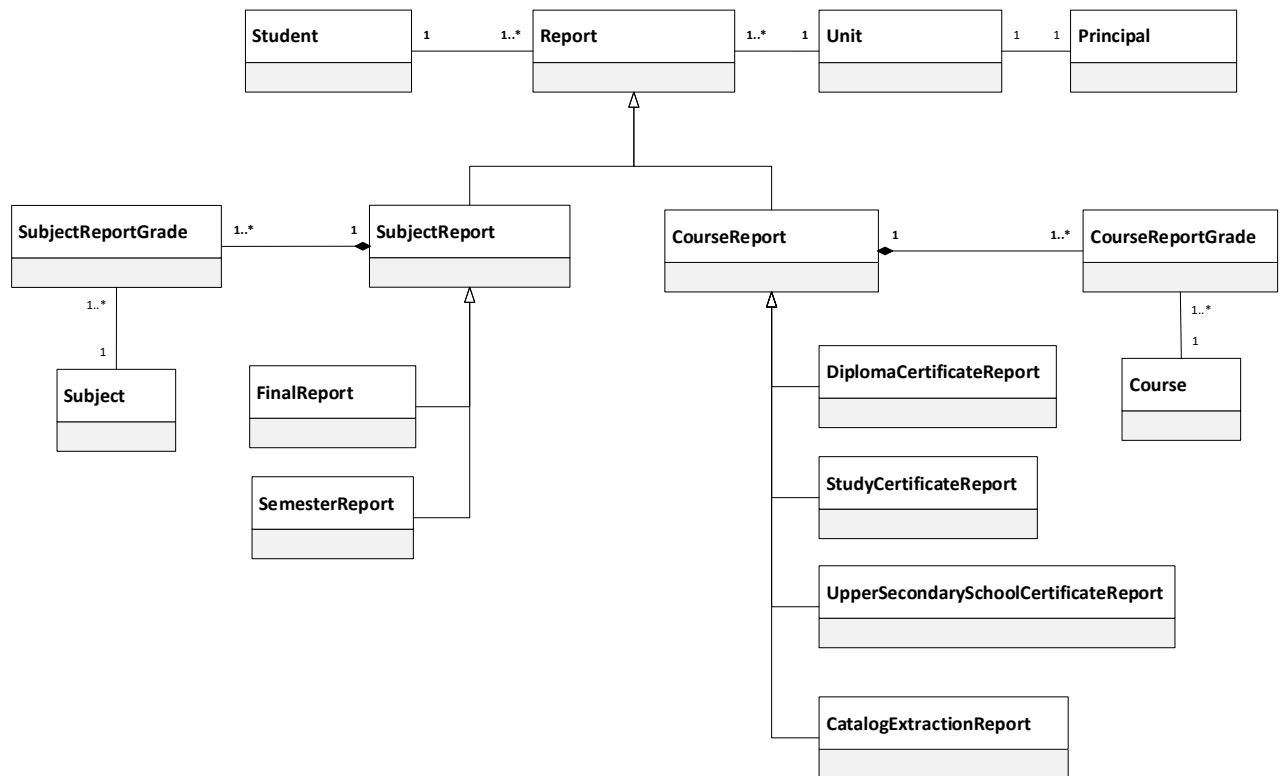 Student
1
1..*
Report
1..*
1
Unit
1
1
Principal
SubjectReportGrade
1..*
1
SubjectReport
CourseReport
1
1..*
CourseReportGrade
1..*
1
Subject
1..*
1
Course
FinalReport
SemesterReport
DiplomaCertificateReport
StudyCertificateReport
UpperSecondarySchoolCertificateReport
CatalogExtractionReport